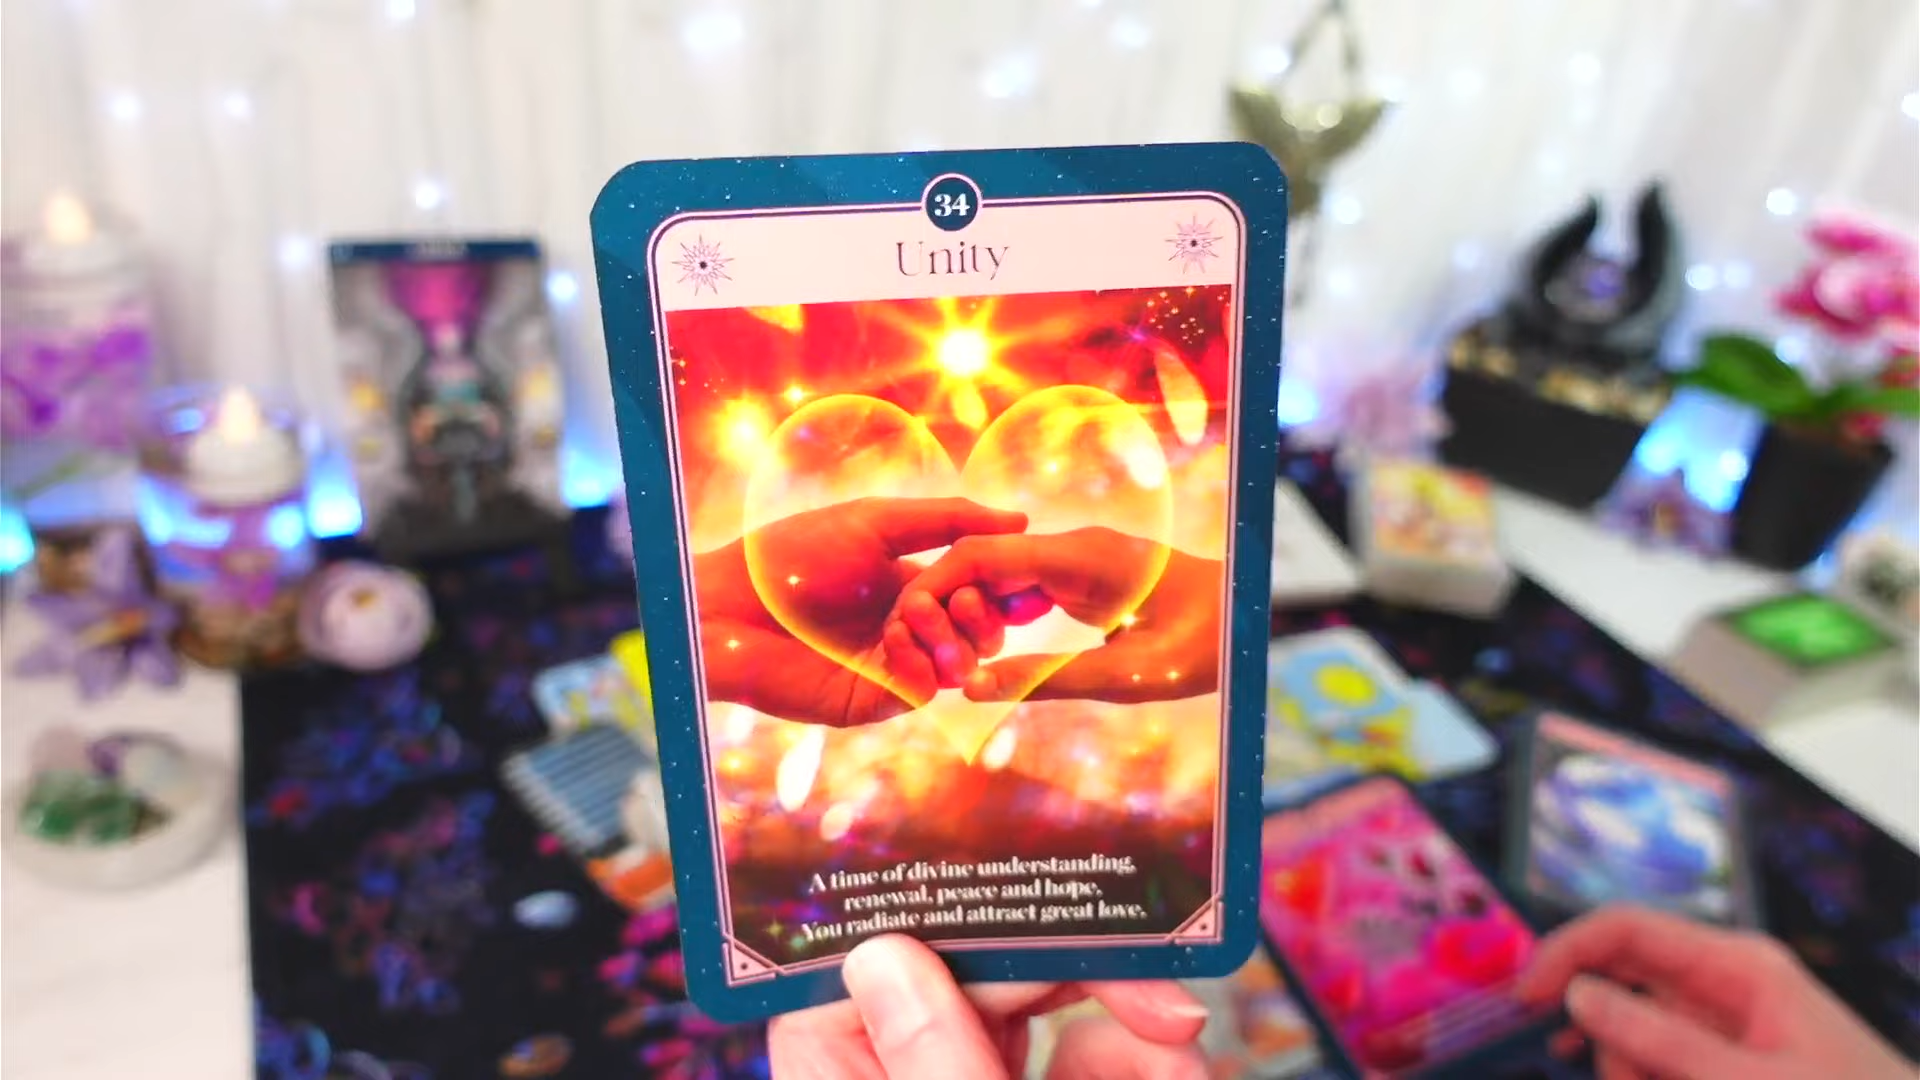 34
Unity
A time of divine understanding,
renewal, peace and hope.
You radiate and attract great love.